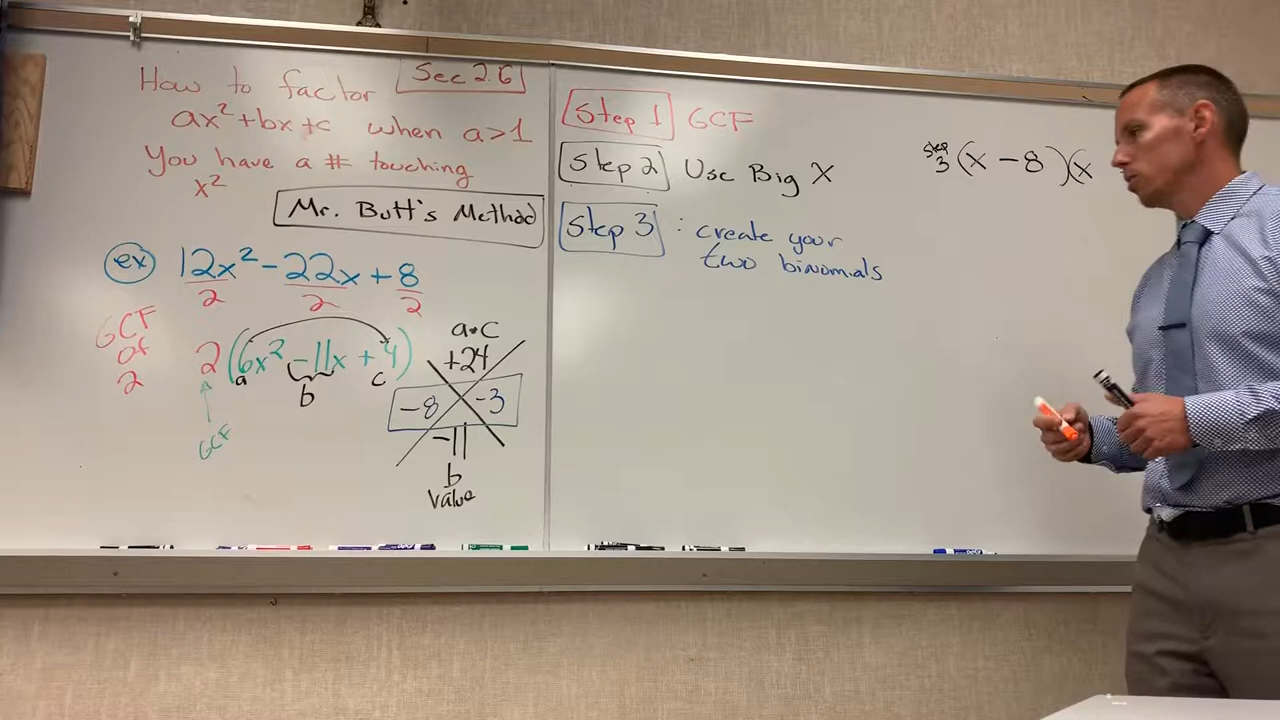 How to factor
Sec 2.6
ax²+bx+c when a>1
You have a # touching
x²
Mr. Butt's Method
ex 12x² - 22x + 8
2 2 2
GCF
of
2
2(6x² - 11x + 4)
a b c
GCF
a•c
+24
-8 -3
-11
b
value
Step 1 GCF
Step 2 Use Big X
Step 3 : create your
two binomials
step
3 (x - 8)(x